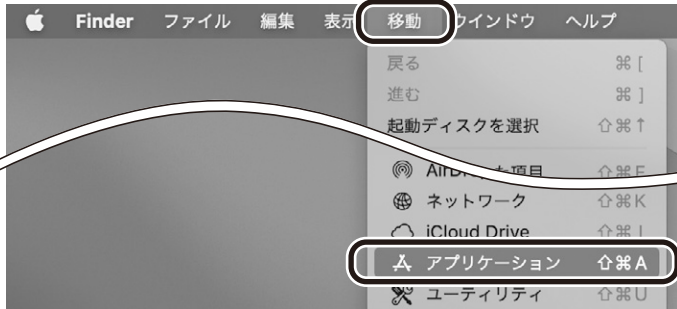 Finder ファイル 編集 表示 移動 ウインドウ ヘルプ
戻る ⌘ [
進む ⌘ ]
起動ディスクを選択 ⇧⌘↑
項目
ネットワーク ⇧⌘K
iCloud Drive ⇧⌘I
アプリケーション ⇧⌘A
ユーティリティ ⇧⌘U